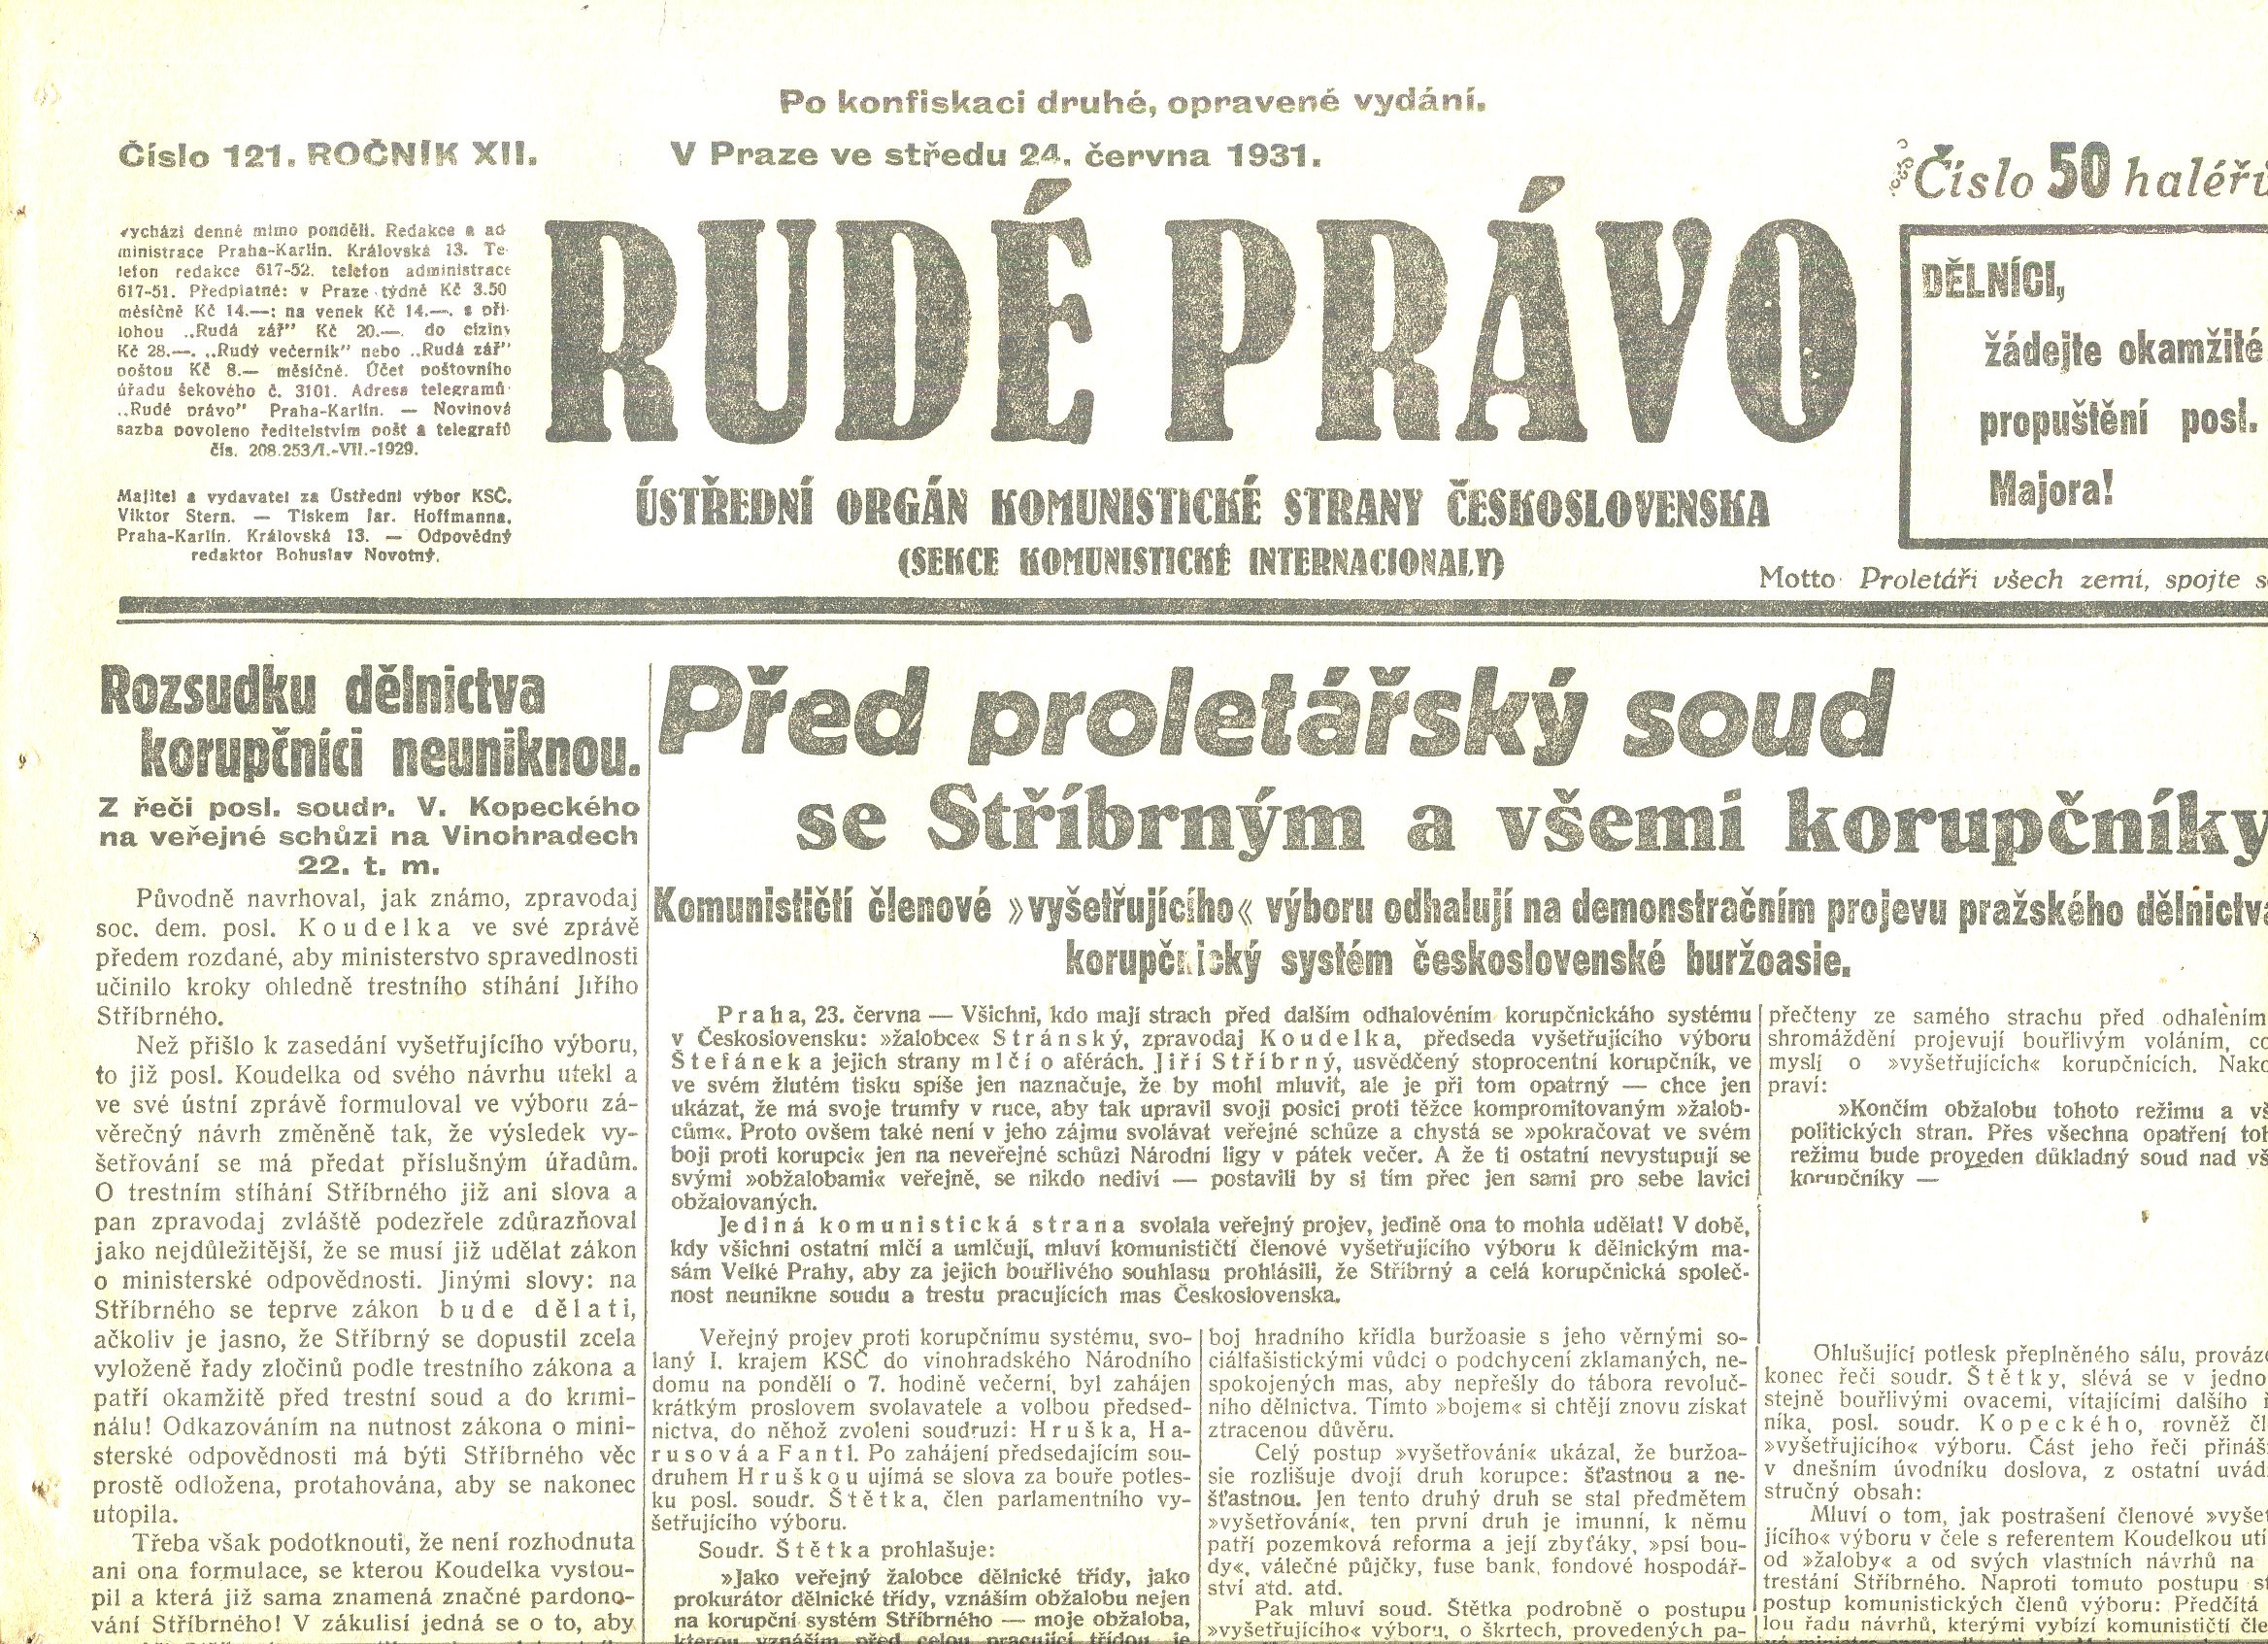 Po konfiskaci druhé, opravené vydání.
Číslo 121. ROČNÍK XII.
V Praze ve středu 24. června 1931.
Číslo 50 haléřů
vychází denně mimo pondělí. Redakce a ad-
ministrace Praha-Karlín. Královská 13. Te-
lefon redakce 617-52. telefon administrace
617-51. Předplatné: v Praze týdně Kč 3.50
měsíčně Kč 14.—; na venek Kč 14.—. s pří-
lohou „Rudá zář" Kč 20.—. do ciziny
Kč 28.—. „Rudý večerník" nebo „Rudá zář"
poštou Kč 8.— měsíčně. Účet poštovního
úřadu šekového č. 3101. Adresa telegramů
„Rudé právo" Praha-Karlín. — Novinová
sazba povoleno ředitelstvím pošt a telegrafů
čís. 208.253/I.-VII.-1929.
Majitel a vydavatel za Ústřední výbor KSČ.
Viktor Stern. — Tiskem Jar. Hoffmanna,
Praha-Karlín. Královská 13. — Odpovědný
redaktor Bohuslav Novotný.
RUDÉ PRÁVO
ÚSTŘEDNÍ ORGÁN KOMUNISTICKÉ STRANY ČESKOSLOVENSKA
(SEKCE KOMUNISTICKÉ INTERNACIONALY)
DĚLNÍCI,
žádejte okamžité
propuštění posl.
Majora!
Motto: Proletáři všech zemí, spojte
Rozsudku dělnictva
korupčníci neuniknou.
Z řeči posl. soudr. V. Kopeckého
na veřejné schůzi na Vinohradech
22. t. m.
Původně navrhoval, jak známo, zpravodaj
soc. dem. posl. Koudelka ve své zprávě
předem rozdané, aby ministerstvo spravedlnosti
učinilo kroky ohledně trestního stíhání Jiřího
Stříbrného.
Než přišlo k zasedání vyšetřujícího výboru,
to již posl. Koudelka od svého návrhu utekl a
ve své ústní zprávě formuloval ve výboru zá-
věrečný návrh změněně tak, že výsledek vy-
šetřování se má předat příslušným úřadům.
O trestním stíhání Stříbrného již ani slova a
pan zpravodaj zvláště podezřele zdůrazňoval
jako nejdůležitější, že se musí již udělat zákon
o ministerské odpovědnosti. Jinými slovy: na
Stříbrného se teprve zákon bude dělati,
ačkoliv je jasno, že Stříbrný se dopustil zcela
vyloženě řady zločinů podle trestního zákona a
patří okamžitě před trestní soud a do krimi-
nálu! Odkazováním na nutnost zákona o mini-
sterské odpovědnosti má býti Stříbrného věc
prostě odložena, protahována, aby se nakonec
utopila.
Třeba však podotknouti, že není rozhodnuta
ani ona formulace, se kterou Koudelka vystou-
pil a která již sama znamená značné pardono-
vání Stříbrného! V zákulisí jedná se o to, aby
Před proletářský soud
se Stříbrným a všemi korupčníky
Komunističtí členové »vyšetřujícího« výboru odhalují na demonstračním projevu pražského dělnictva
korupčnický systém československé buržoasie.
Praha, 23. června — Všichni, kdo mají strach před dalším odhalovéním korupčnickáho systému
v Československu: »žalobce« Stránský, zpravodaj Koudelka, předseda vyšetřujícího výboru
Štefánek a jejich strany mlčí o aférách. Jiří Stříbrný, usvědčený stoprocentní korupčník, ve
ve svém žlutém tisku spíše jen naznačuje, že by mohl mluvit, ale je při tom opatrný — chce jen
ukázat, že má svoje trumfy v ruce, aby tak upravil svoji posici proti těžce kompromitovaným »žalob-
cům«. Proto ovšem také není v jeho zájmu svolávat veřejné schůze a chystá se »pokračovat ve svém
boji proti korupci« jen na neveřejné schůzi Národní ligy v pátek večer. A že ti ostatní nevystupují se
svými »obžalobami« veřejně, se nikdo nediví — postavili by si tím přec jen sami pro sebe lavici
obžalovaných.
Jediná komunistická strana svolala veřejný projev, jedině ona to mohla udělat! V době,
kdy všichni ostatní mlčí a umlčují, mluví komunističtí členové vyšetřujícího výboru k dělnickým ma-
sám Velké Prahy, aby za jejich bouřlivého souhlasu prohlásili, že Stříbrný a celá korupčnická společ-
nost neunikne soudu a trestu pracujících mas Československa.
Veřejný projev proti korupčnímu systému, svo-
laný I. krajem KSČ do vinohradského Národního
domu na pondělí o 7. hodině večerní, byl zahájen
krátkým proslovem svolavatele a volbou předsed-
nictva, do něhož zvoleni soudruzi: Hruška, Ha-
rusová a Fantl. Po zahájení předsedajícím sou-
druhem Hruškou ujímá se slova za bouře potles-
ku posl. soudr. Štětka, člen parlamentního vy-
šetřujícího výboru.
Soudr. Štětka prohlašuje:
»Jako veřejný žalobce dělnické třídy, jako
prokurátor dělnické třídy, vznáším obžalobu nejen
na korupční systém Stříbrného — moje obžaloba,
kterou vznáším před celou pracující třídou, je
boj hradního křídla buržoasie s jeho věrnými so-
ciálfašistickými vůdci o podchycení zklamaných, ne-
spokojených mas, aby nepřešly do tábora revoluč-
ního dělnictva. Tímto »bojem« si chtějí znovu získat
ztracenou důvěru.
Celý postup »vyšetřování« ukázal, že buržoa-
sie rozlišuje dvojí druh korupce: šťastnou a ne-
šťastnou. Jen tento druhý druh se stal předmětem
»vyšetřování«, ten první druh je imunní, k němu
patří pozemková reforma a její zbyťáky, »psí bou-
dy«, válečné půjčky, fuse bank, fondové hospodář-
ství atd. atd.
Pak mluví soud. Štětka podrobně o postupu
»vyšetřujícího« výboru, o škrtech, provedených pa-
přečteny ze samého strachu před odhalením
shromáždění projevují bouřlivým voláním, co
myslí o »vyšetřujících« korupčnících. Nako
praví:
»Končím obžalobu tohoto režimu a vš
politických stran. Přes všechna opatření toh
režimu bude proveden důkladný soud nad vš
korupčníky —
Ohlušující potlesk přeplněného sálu, prováze
konec řeči soudr. Štětky, slévá se v jedno
stejně bouřlivými ovacemi, vítajícími dalšího
níka, posl. soudr. Kopeckého, rovněž čl
»vyšetřujícího« výboru. Část jeho řeči přináš
v dnešním úvodníku doslova, z ostatní uvád
stručný obsah:
Mluví o tom, jak postrašení členové »vyšet
jícího« výboru v čele s referentem Koudelkou utí
od »žaloby« a od svých vlastních návrhů na
trestání Stříbrného. Naproti tomuto postupu st
postup komunistických členů výboru: Předčítá
lou řadu návrhů, kterými vybízí komunističtí čle